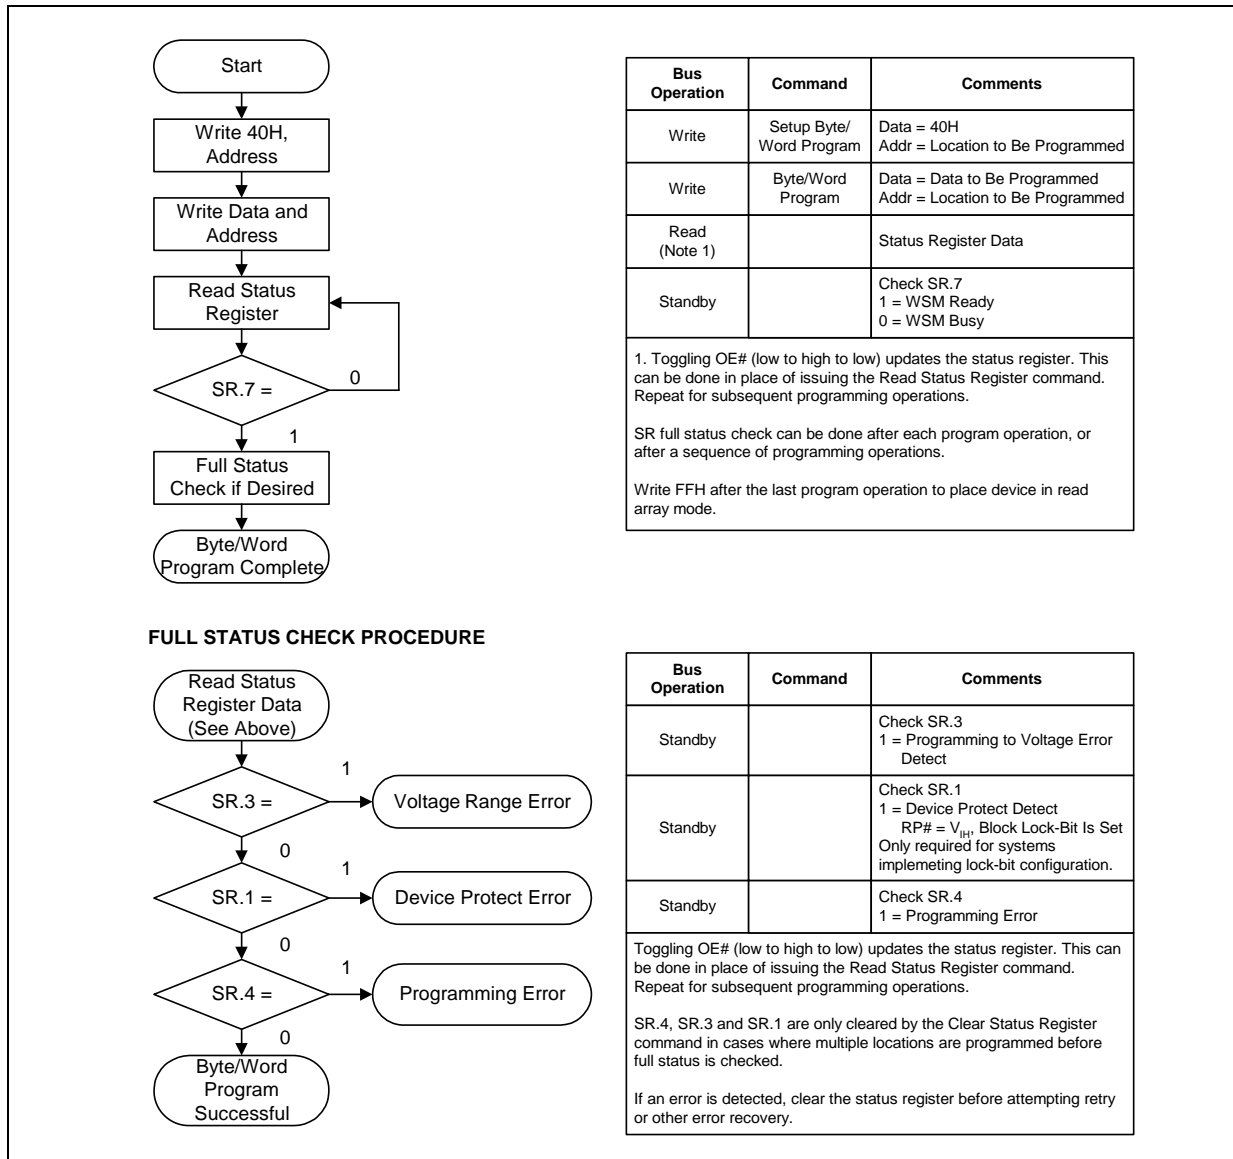 Start
Write 40H,
Address
Write Data and
Address
Read Status
Register
SR.7 =
0
1
Full Status
Check if Desired
Byte/Word
Program Complete
Bus
Operation
Command
Comments
Write
Setup Byte/
Word Program
Data = 40H
Addr = Location to Be Programmed
Write
Byte/Word
Program
Data = Data to Be Programmed
Addr = Location to Be Programmed
Read
(Note 1)
Status Register Data
Standby
Check SR.7
1 = WSM Ready
0 = WSM Busy
1. Toggling OE# (low to high to low) updates the status register. This
can be done in place of issuing the Read Status Register command.
Repeat for subsequent programming operations.
SR full status check can be done after each program operation, or
after a sequence of programming operations.
Write FFH after the last program operation to place device in read
array mode.
FULL STATUS CHECK PROCEDURE
Read Status
Register Data
(See Above)
SR.3 =
1
Voltage Range Error
0
SR.1 =
1
Device Protect Error
0
SR.4 =
1
Programming Error
0
Byte/Word
Program
Successful
Bus
Operation
Command
Comments
Standby
Check SR.3
1 = Programming to Voltage Error
Detect
Standby
Check SR.1
1 = Device Protect Detect
RP# = VIH, Block Lock-Bit Is Set
Only required for systems
implemeting lock-bit configuration.
Standby
Check SR.4
1 = Programming Error
Toggling OE# (low to high to low) updates the status register. This can
be done in place of issuing the Read Status Register command.
Repeat for subsequent programming operations.
SR.4, SR.3 and SR.1 are only cleared by the Clear Status Register
command in cases where multiple locations are programmed before
full status is checked.
If an error is detected, clear the status register before attempting retry
or other error recovery.